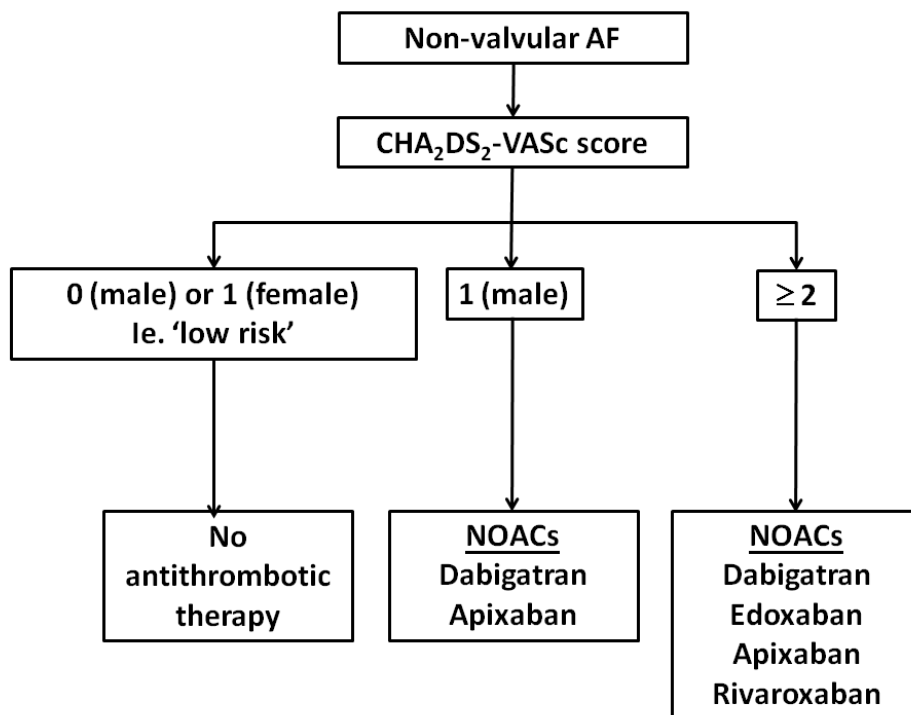 Non-valvular AF
CHA₂DS₂-VASc score
0 (male) or 1 (female)
Ie. ‘low risk’
1 (male)
≥ 2
No
antithrombotic
therapy
NOACs
Dabigatran
Apixaban
NOACs
Dabigatran
Edoxaban
Apixaban
Rivaroxaban